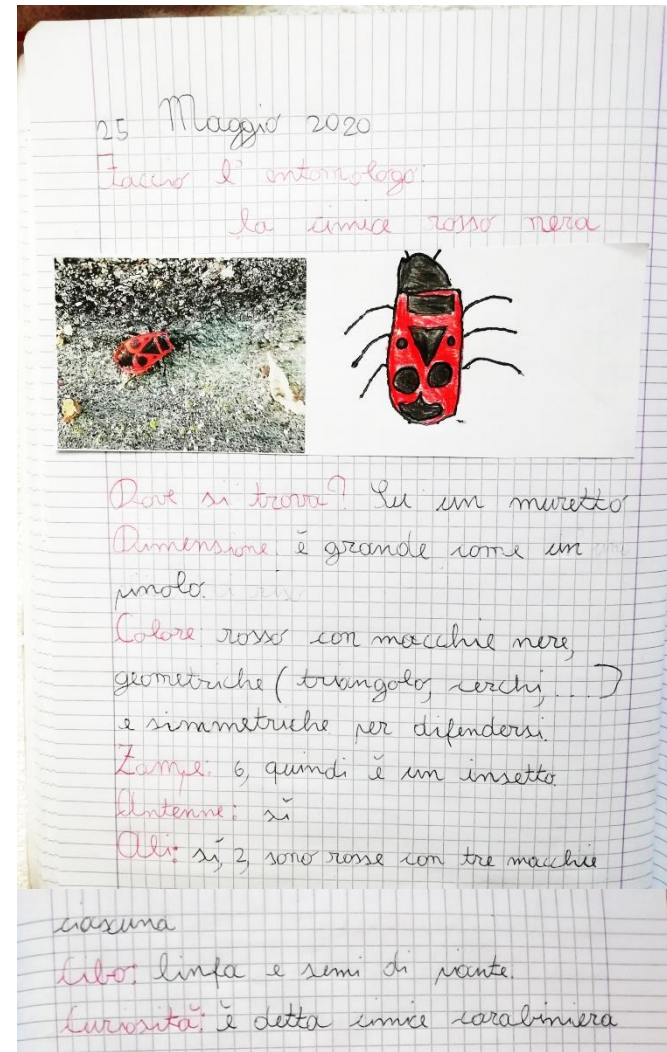 25 Maggio 2020
Faccio l'entomologo:
la cimice rosso nera
Dove si trova? Su un muretto
Dimensione: è grande come un
pinolo.
Colore: rosso con macchie nere,
geometriche (triangolo, cerchi, ...)
e simmetriche per difendersi.
Zampe: 6, quindi è un insetto.
Antenne: sì
Ali: sì, 2, sono rosse con tre macchie
ciascuna
Cibo: linfa e semi di piante.
Curiosità: è detta cimice carabiniera